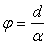 φ = d/α